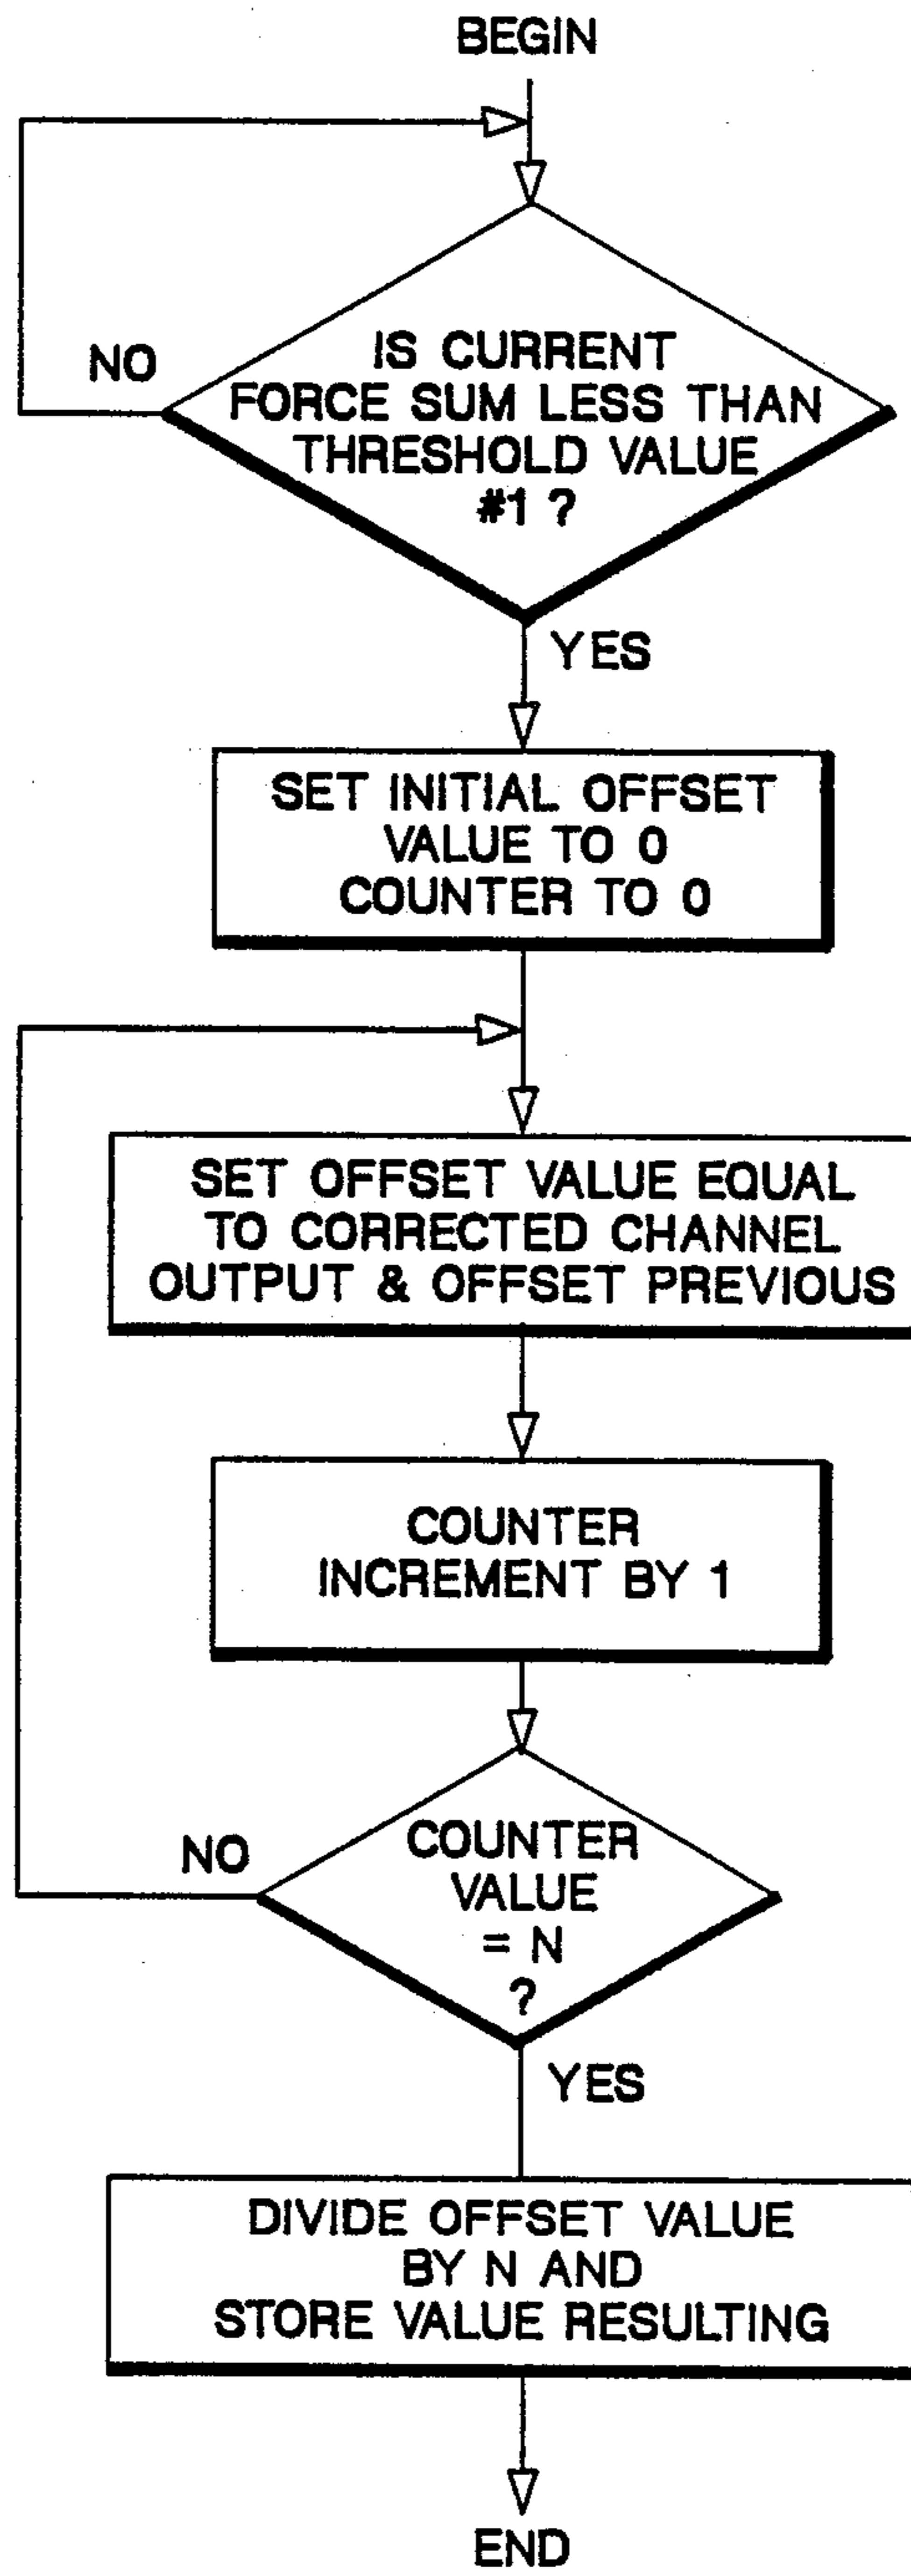 BEGIN
NO
IS CURRENT
FORCE SUM LESS THAN
THRESHOLD VALUE
#1 ?
YES
SET INITIAL OFFSET
VALUE TO 0
COUNTER TO 0
SET OFFSET VALUE EQUAL
TO CORRECTED CHANNEL
OUTPUT & OFFSET PREVIOUS
COUNTER
INCREMENT BY 1
NO
COUNTER
VALUE
= N
?
YES
DIVIDE OFFSET VALUE
BY N AND
STORE VALUE RESULTING
END